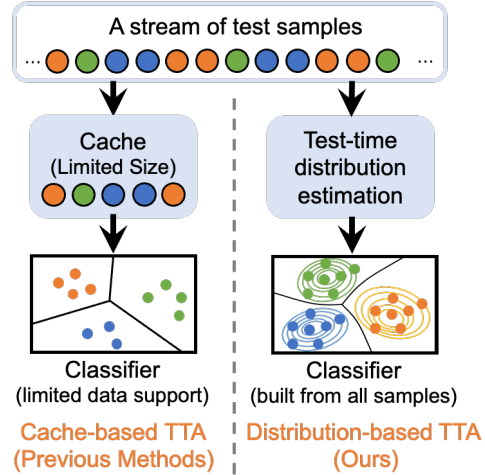 A stream of test samples
... ...
Cache
(Limited Size)
Test-time
distribution
estimation
Classifier
(limited data support)
Classifier
(built from all samples)
Cache-based TTA
(Previous Methods)
Distribution-based TTA
(Ours)